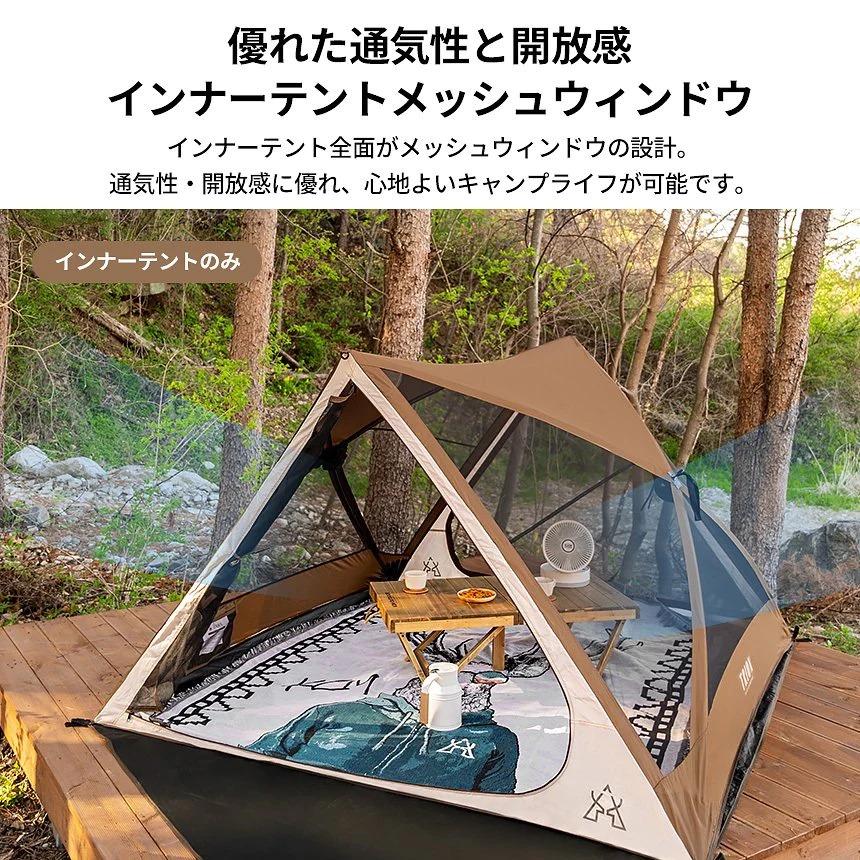 優れた通気性と開放感
インナーテントメッシュウィンドウ
インナーテント全面がメッシュウィンドウの設計。
通気性・開放感に優れ、心地よいキャンプライフが可能です。
インナーテントのみ